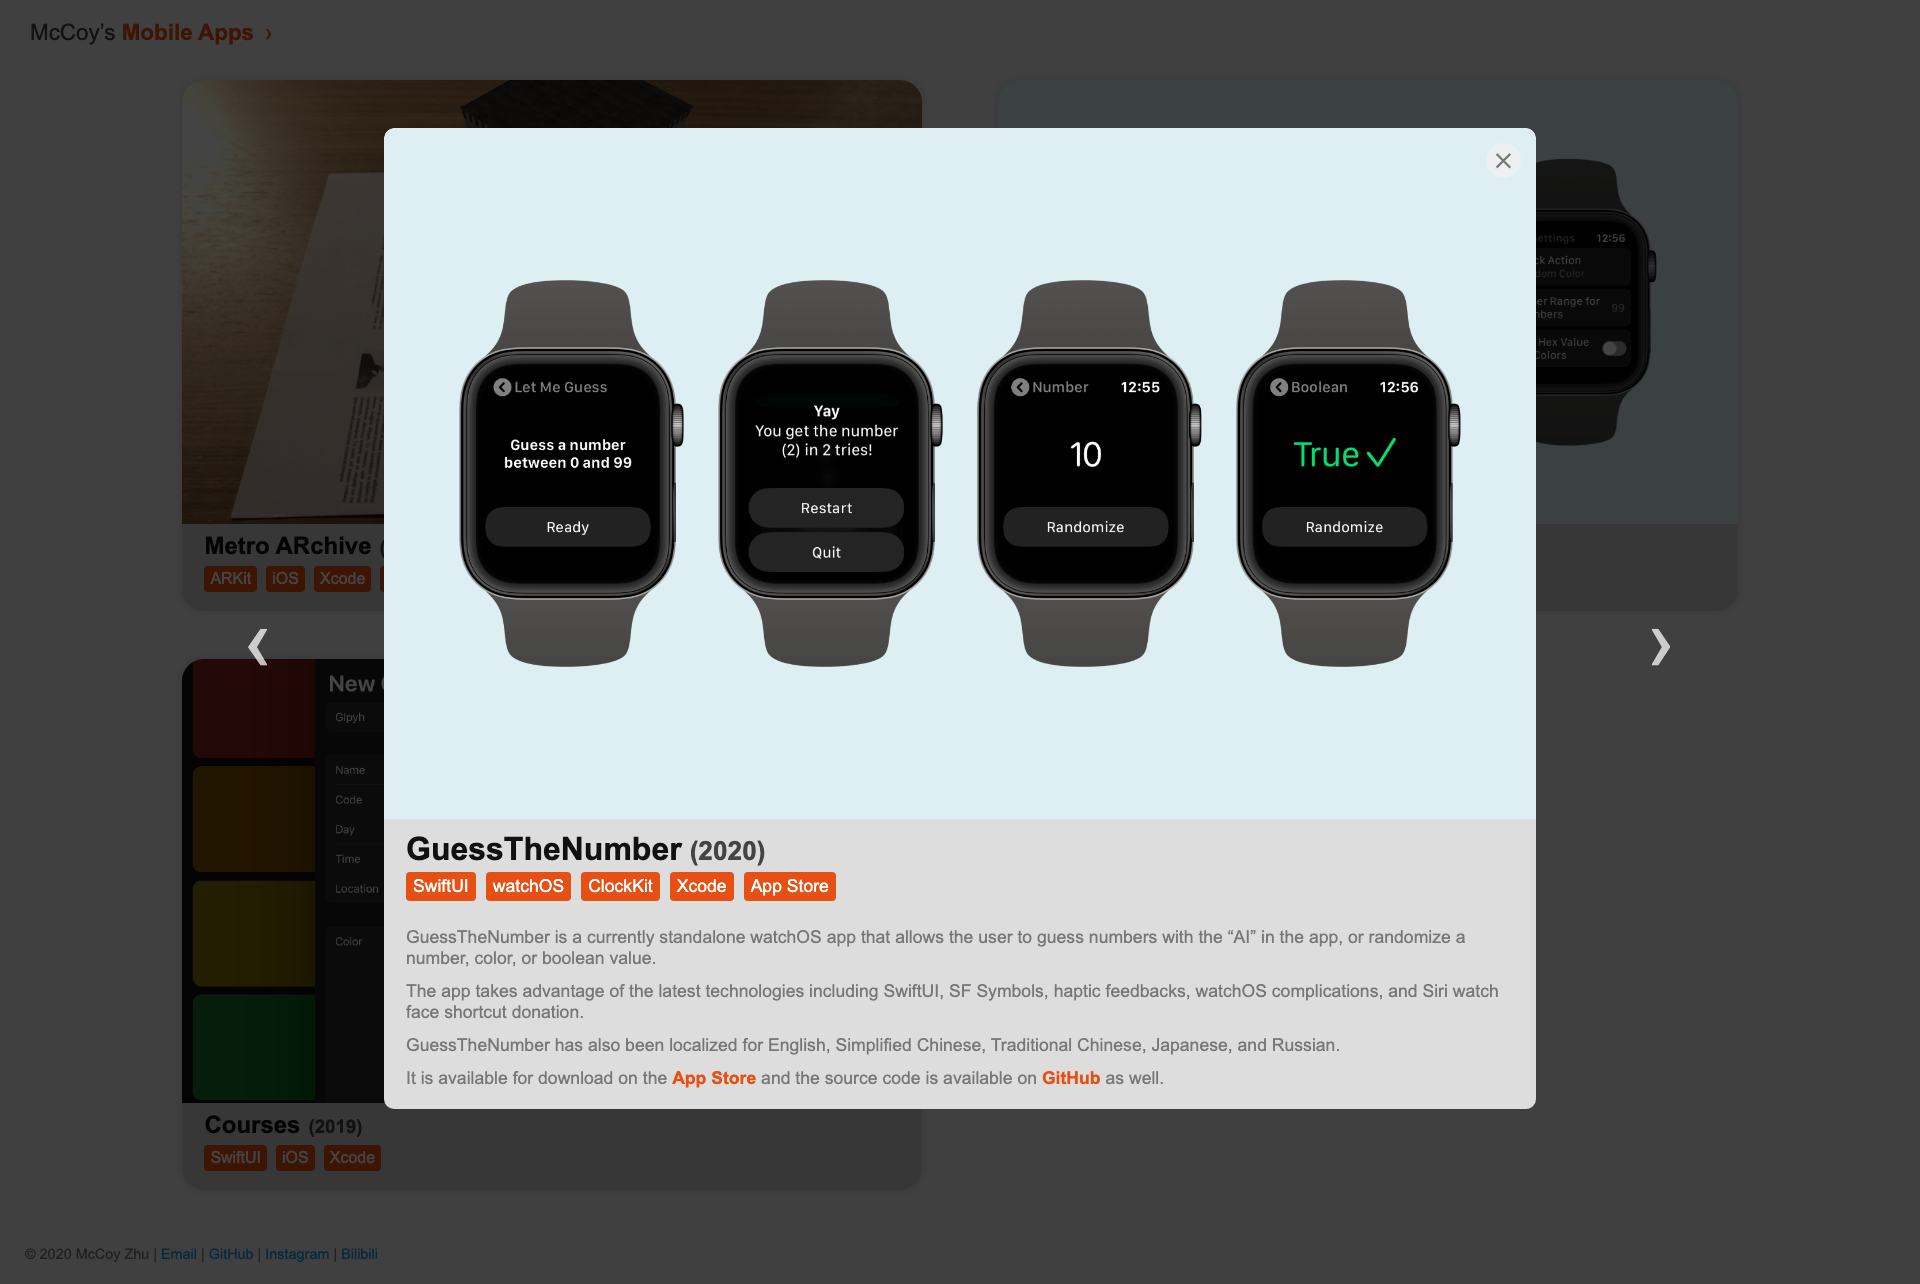 McCoy’s Mobile Apps ›
Let Me Guess
Guess a number
between 0 and 99
Ready
Yay
You get the number
(2) in 2 tries!
Restart
Quit
Number 12:55
10
Randomize
Boolean 12:56
True
Randomize
ettings 12:56
ck Action
dom Color
er Range for
nbers
99
Hex Value
Colors
Metro ARchive (
ARKit iOS Xcode
GuessTheNumber (2020)
SwiftUI watchOS ClockKit Xcode App Store
GuessTheNumber is a currently standalone watchOS app that allows the user to guess numbers with the “AI” in the app, or randomize a
number, color, or boolean value.
The app takes advantage of the latest technologies including SwiftUI, SF Symbols, haptic feedbacks, watchOS complications, and Siri watch
face shortcut donation.
GuessTheNumber has also been localized for English, Simplified Chinese, Traditional Chinese, Japanese, and Russian.
It is available for download on the App Store and the source code is available on GitHub as well.
New
Glpyh
Name
Code
Day
Time
Location
Color
Courses (2019)
SwiftUI iOS Xcode
© 2020 McCoy Zhu | Email | GitHub | Instagram | Bilibili